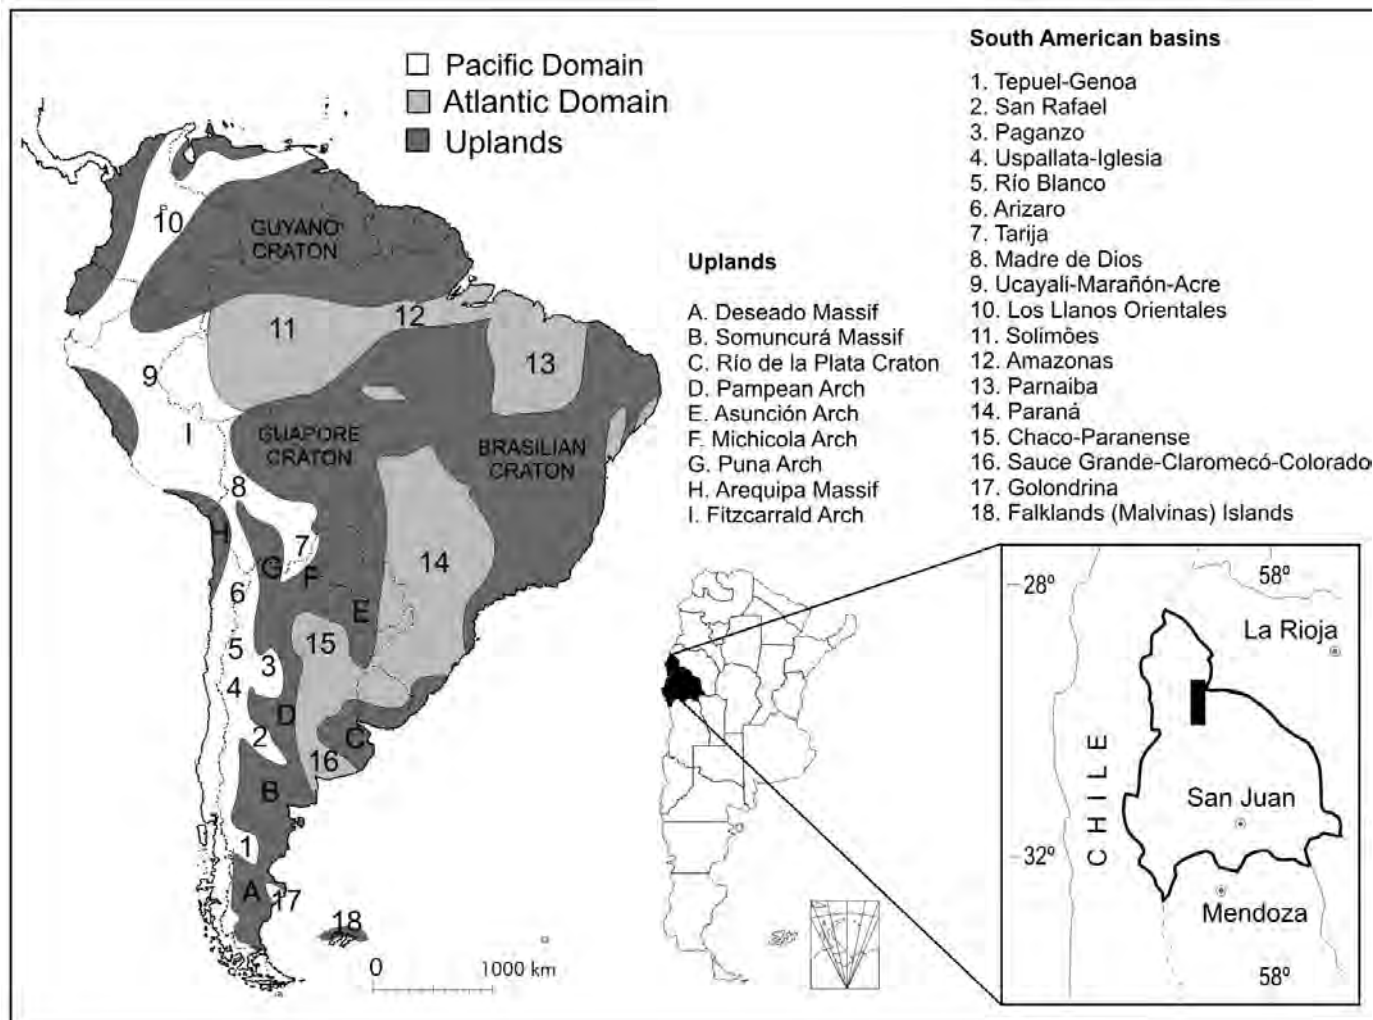 Pacific Domain
Atlantic Domain
Uplands
South American basins
1. Tepuel-Genoa
2. San Rafael
3. Paganzo
4. Uspallata-Iglesia
5. Río Blanco
6. Arizaro
7. Tarija
8. Madre de Dios
9. Ucayali-Marañón-Acre
10. Los Llanos Orientales
11. Solimões
12. Amazonas
13. Parnaiba
14. Paraná
15. Chaco-Paranense
16. Sauce Grande-Claromecó-Colorado
17. Golondrina
18. Falklands (Malvinas) Islands
Uplands
A. Deseado Massif
B. Somuncurá Massif
C. Río de la Plata Craton
D. Pampean Arch
E. Asunción Arch
F. Michicola Arch
G. Puna Arch
H. Arequipa Massif
I. Fitzcarrald Arch
10
GUYANO
CRATON
11
12
13
9
I
GUAPORE
CRATON
BRASILIAN
CRATON
8
H
7
G
F
14
6
E
5
15
3
4
D
2
C
16
B
1
A
17
18
0
1000 km
28º
58º
La Rioja
CHILE
San Juan
32º
Mendoza
58º